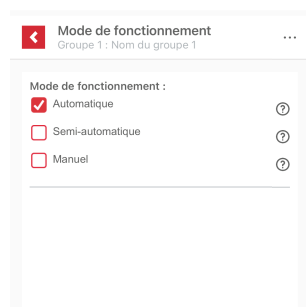 Mode de fonctionnement
Groupe 1 : Nom du groupe 1
Mode de fonctionnement :
Automatique
Semi-automatique
Manuel